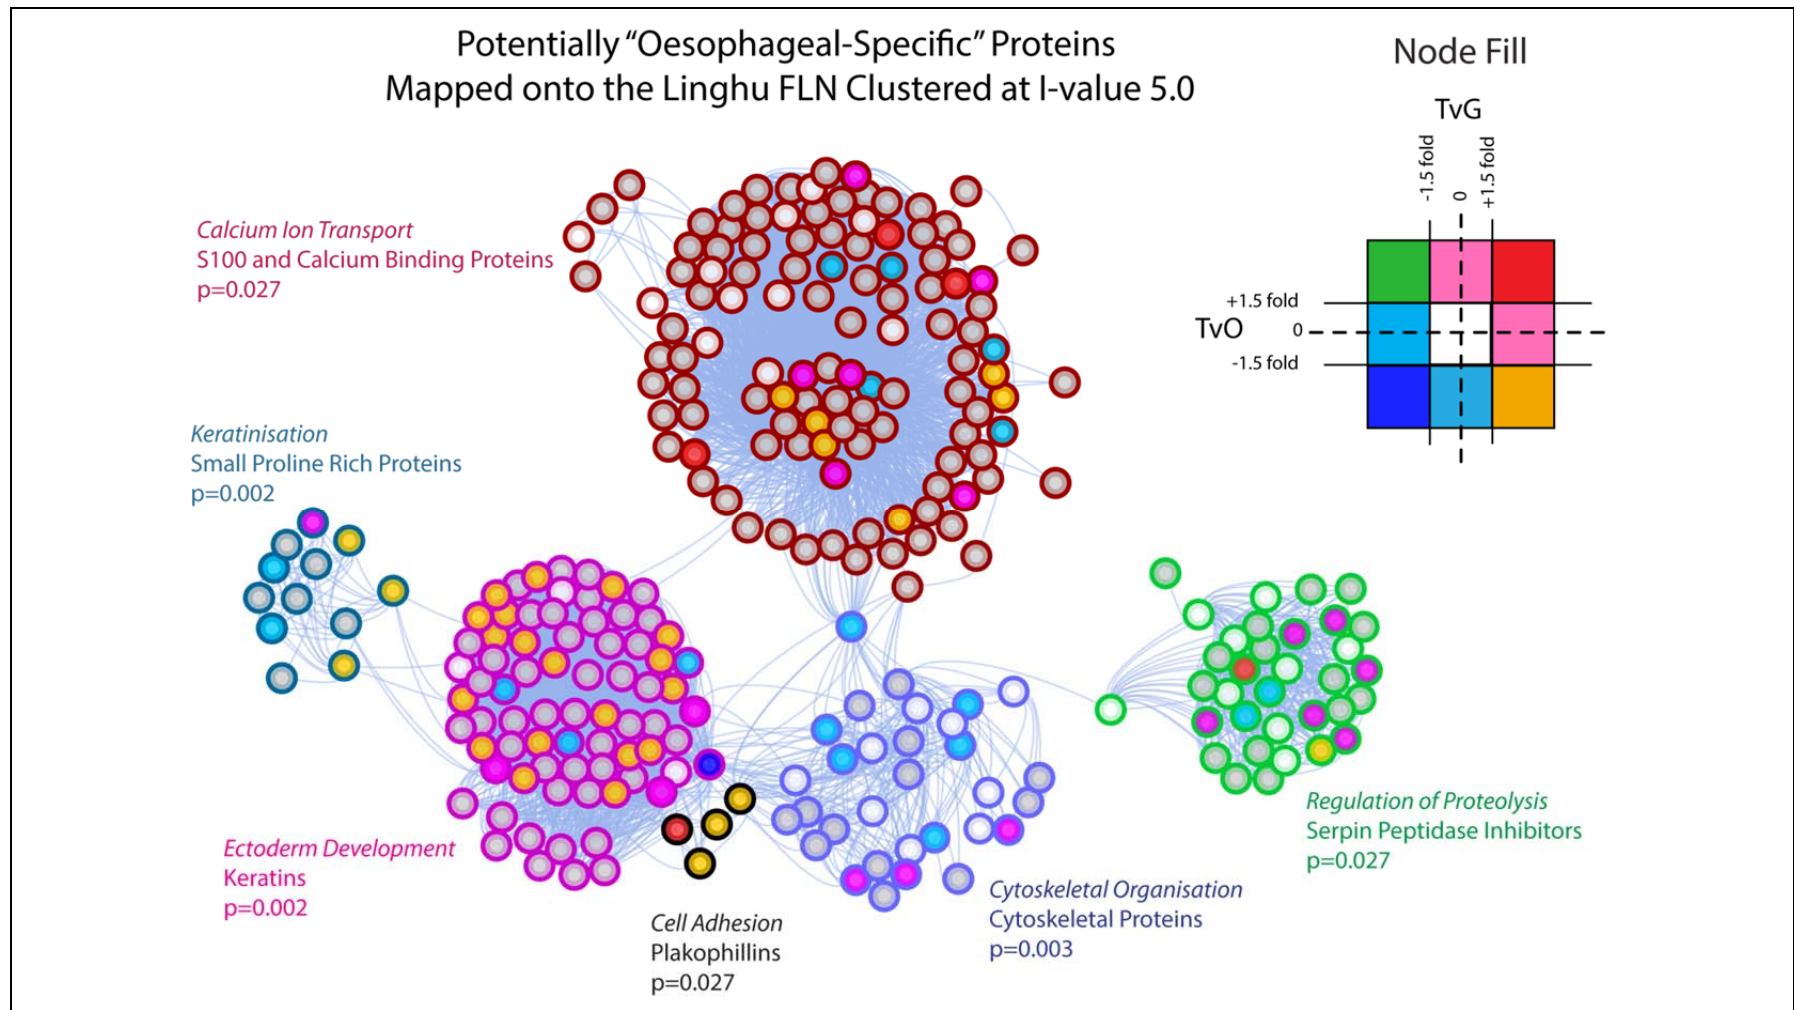 Potentially “Oesophageal-Specific” Proteins
Mapped onto the Linghu FLN Clustered at I-value 5.0
Node Fill
TvG
-1.5 fold
0
+1.5 fold
+1.5 fold
TvO
0
-1.5 fold
Calcium Ion Transport
S100 and Calcium Binding Proteins
p=0.027
Keratinisation
Small Proline Rich Proteins
p=0.002
Ectoderm Development
Keratins
p=0.002
Cell Adhesion
Plakophillins
p=0.027
Cytoskeletal Organisation
Cytoskeletal Proteins
p=0.003
Regulation of Proteolysis
Serpin Peptidase Inhibitors
p=0.027